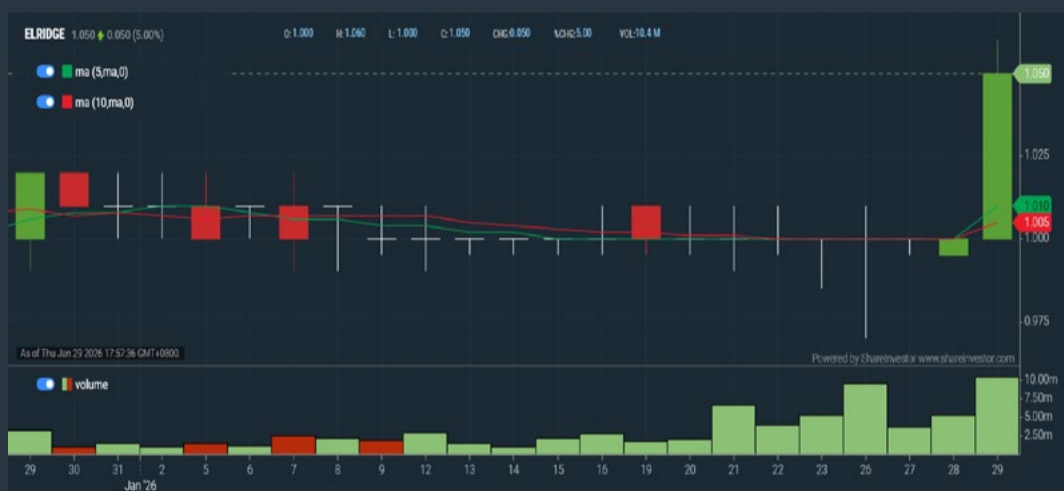 ELRIDGE 1.050 0.050 (5.00%) O: 1.000 H: 1.060 L: 1.000 C: 1.050 CHG:0.050 %CHG:5.00 VOL:10.4 M
ma (5,ma,0)
1.050
ma (10,ma,0)
1.025
1.010
1.005
1.000
0.975
As of Thu Jan 29 2026 17:57:36 GMT+0800.
Powered by ShareInvestor www.shareinvestor.com
volume
10.00m
7.50m
5.00m
2.50m
29 30 31 2 5 6 7 8 9 12 13 14 15 16 19 20 21 22 23 25 27 28 29
Jan '26